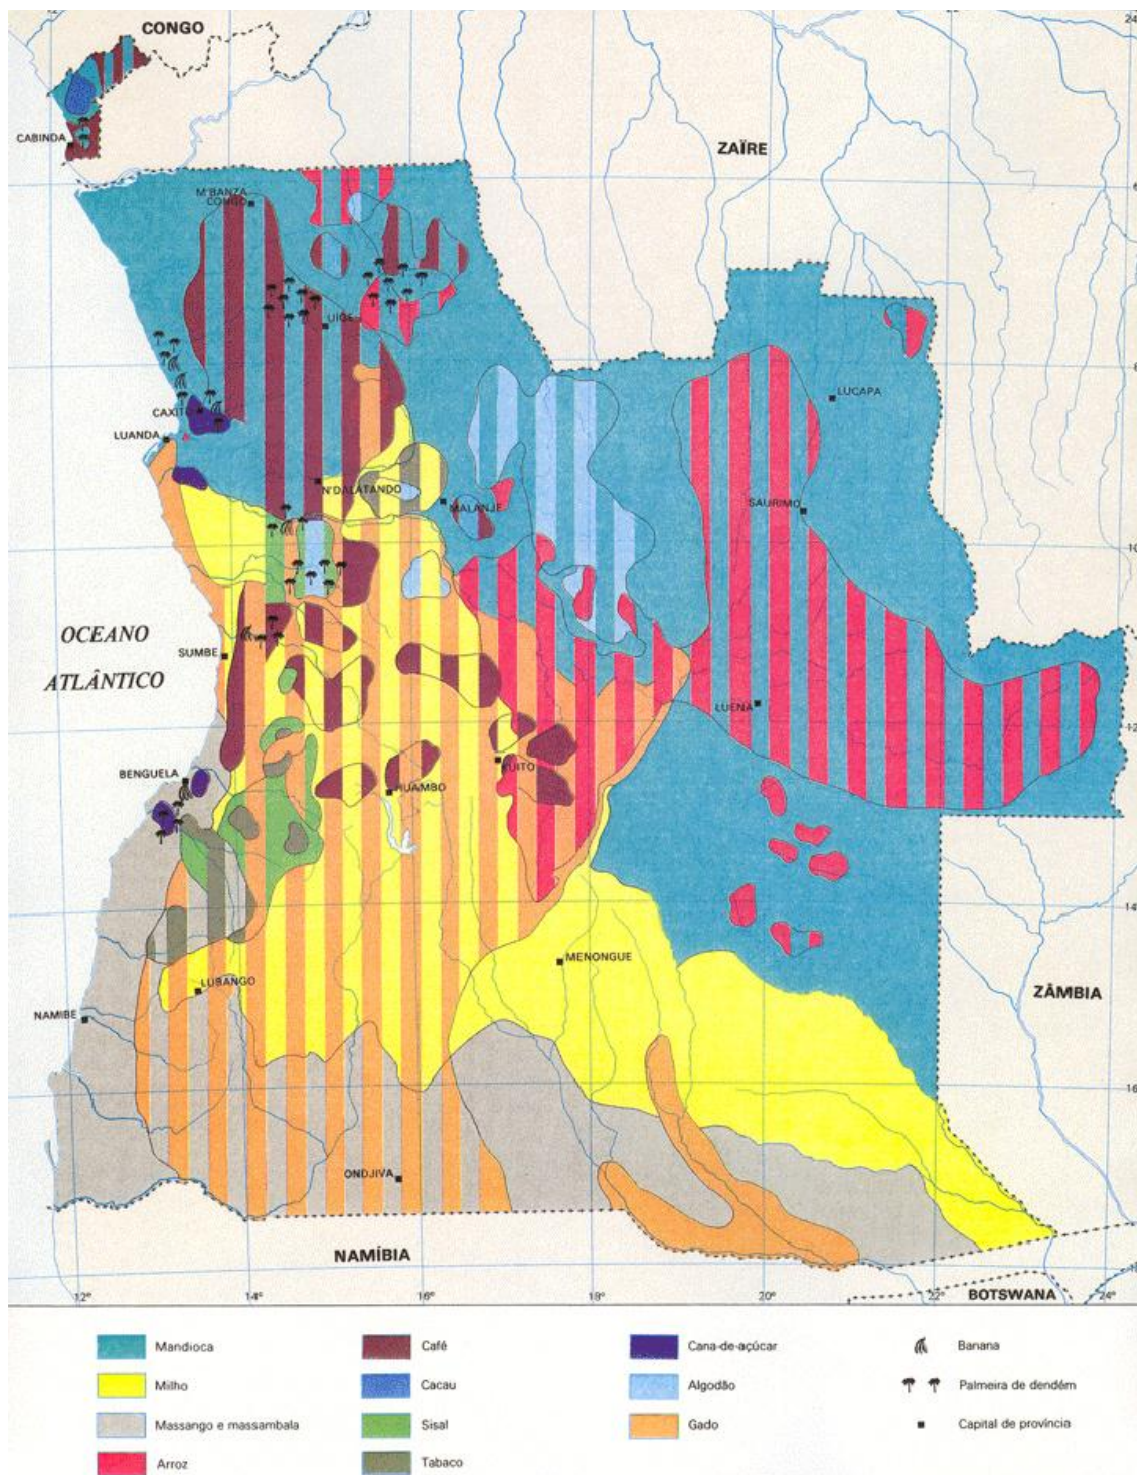 CONGO
CABINDA
ZAÏRE
M'BANZA
CONGO
UÍGE
CAXITO
LUANDA
LUCAPA
N'DALATANDO
MALANJE
SAURIMO
OCEANO
ATLÂNTICO
SUMBE
LUENA
BENGUELA
KUITO
HUAMBO
MENONGUE
LUBANGO
NAMIBE
ZÂMBIA
ONDJIVA
NAMÍBIA
BOTSWANA
12° 14° 16° 18° 20° 22° 24°
Mandioca
Milho
Massango e massambala
Arroz
Café
Cacau
Sisal
Tabaco
Cana-de-açúcar
Algodão
Gado
Banana
Palmeira de dendém
Capital de província